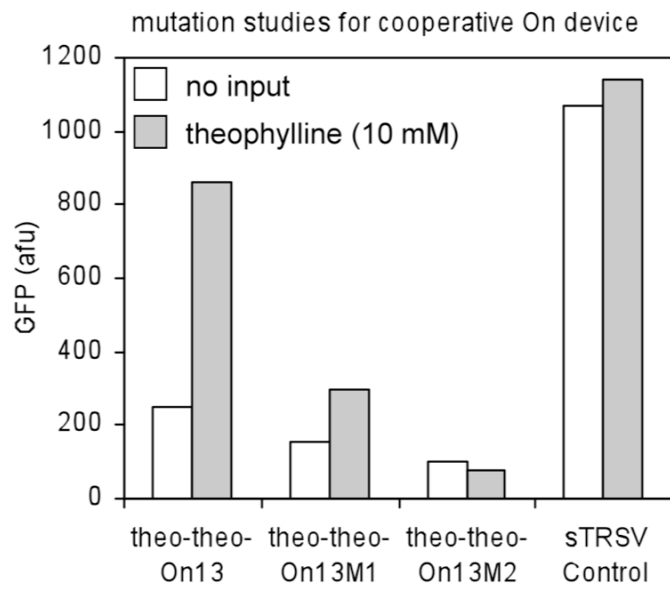 mutation studies for cooperative On device
no input
theophylline (10 mM)
GFP (afu)
1200
1000
800
600
400
200
0
theo-theo-On13
theo-theo-On13M1
theo-theo-On13M2
sTRSV Control